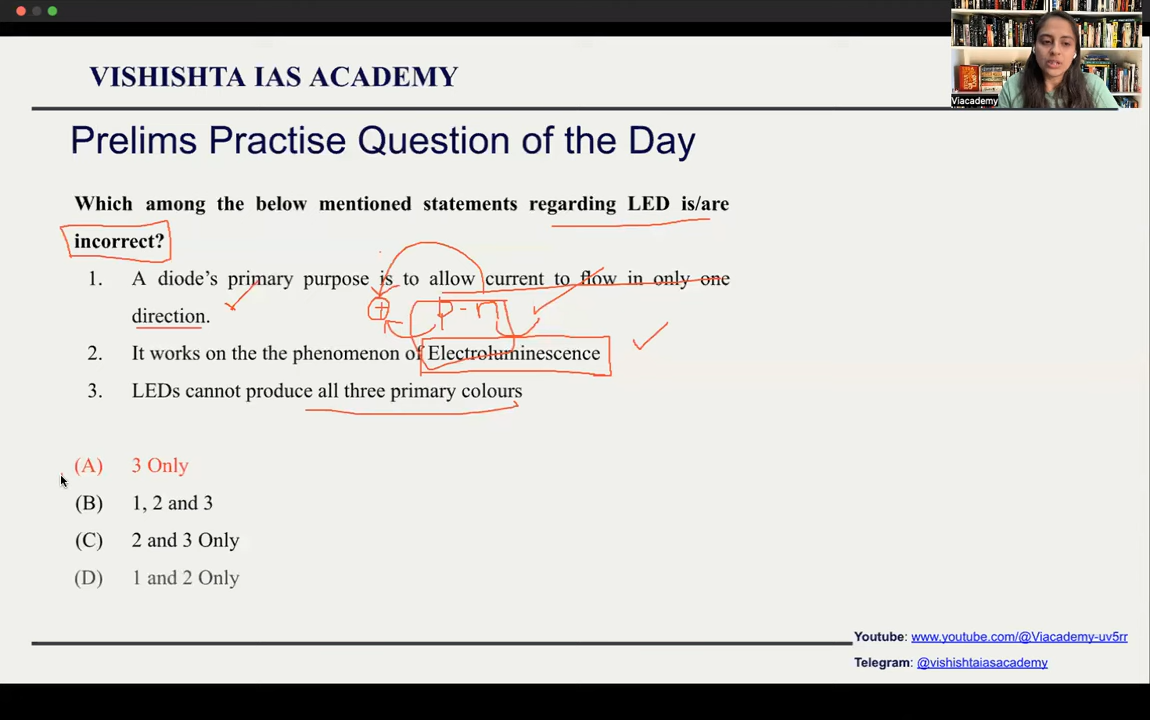 VISHISHTA IAS ACADEMY
Viacademy
Prelims Practise Question of the Day
Which among the below mentioned statements regarding LED is/are
incorrect?
1. A diode's primary purpose is to allow current to flow in only one
direction.
+ p - n
2. It works on the the phenomenon of Electroluminescence
3. LEDs cannot produce all three primary colours
(A) 3 Only
(B) 1, 2 and 3
(C) 2 and 3 Only
(D) 1 and 2 Only
Youtube: www.youtube.com/@Viacademy-uv5rr
Telegram: @vishishtaiasacademy